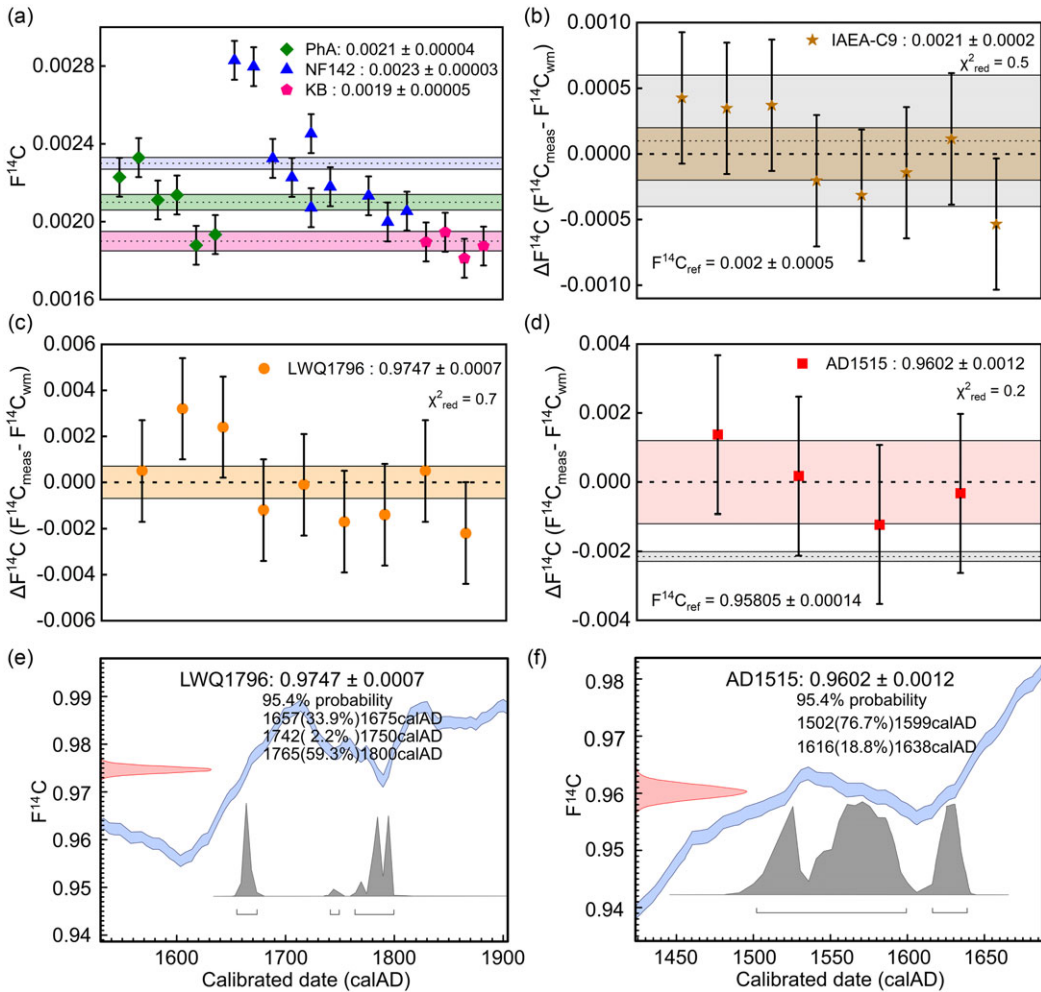 (a)
PhA: 0.0021 ± 0.00004
NF142 : 0.0023 ± 0.00003
KB : 0.0019 ± 0.00005
F¹⁴C
0.0028
0.0024
0.0020
0.0016
(b)
IAEA-C9 : 0.0021 ± 0.0002
χ²red = 0.5
ΔF¹⁴C (F¹⁴Cmeas- F¹⁴Cwm)
0.0010
0.0005
0.0000
-0.0005
-0.0010
F¹⁴Cref = 0.002 ± 0.0005
(c)
LWQ1796 : 0.9747 ± 0.0007
χ²red = 0.7
ΔF¹⁴C (F¹⁴Cmeas- F¹⁴Cwm)
0.006
0.004
0.002
0.000
-0.002
-0.004
-0.006
(d)
AD1515 : 0.9602 ± 0.0012
χ²red = 0.2
ΔF¹⁴C (F¹⁴Cmeas- F¹⁴Cwm)
0.004
0.002
0.000
-0.002
-0.004
F¹⁴Cref = 0.95805 ± 0.00014
(e)
LWQ1796: 0.9747 ± 0.0007
95.4% probability
1657(33.9%)1675calAD
1742( 2.2%)1750calAD
1765(59.3%)1800calAD
F¹⁴C
0.99
0.98
0.97
0.96
0.95
0.94
1600
1700
1800
1900
Calibrated date (calAD)
(f)
AD1515: 0.9602 ± 0.0012
95.4% probability
1502(76.7%)1599calAD
1616(18.8%)1638calAD
F¹⁴C
0.98
0.97
0.96
0.95
0.94
1450
1500
1550
1600
1650
Calibrated date (calAD)